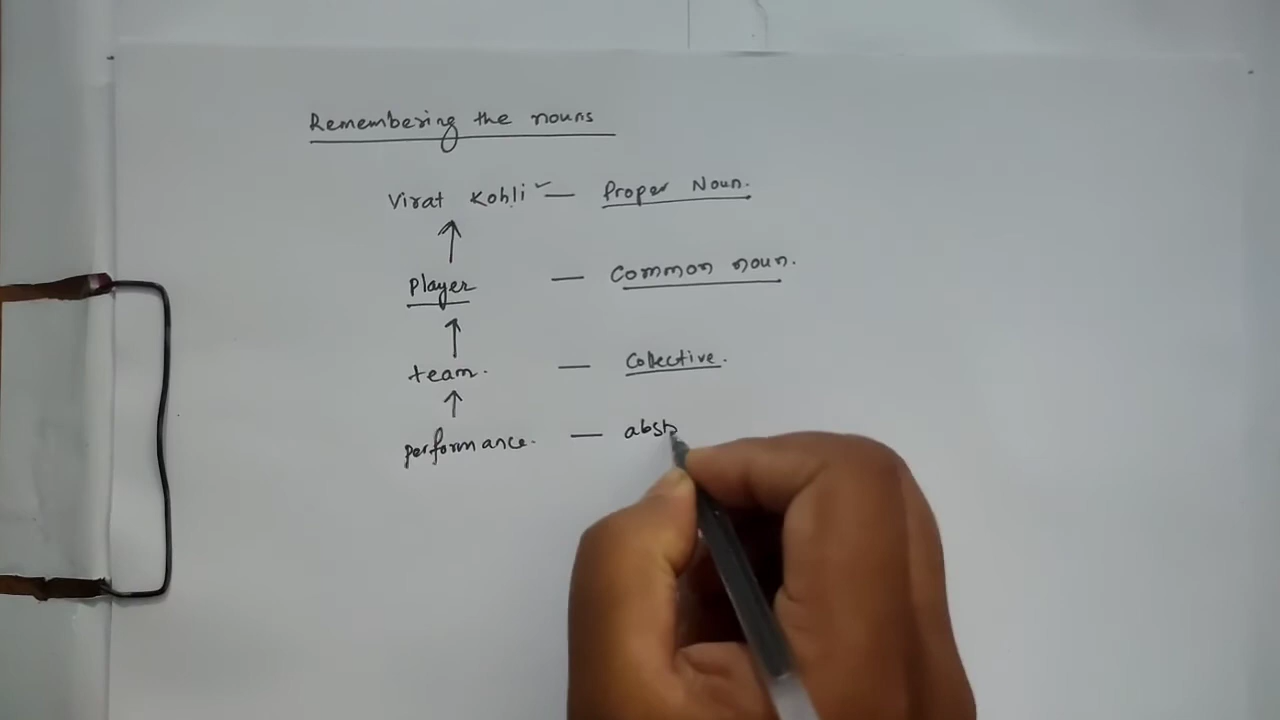 Remembering the nouns
Virat Kohli ✓ — Proper Noun.
↑
Player — Common noun.
↑
team. — Collective.
↑
performance. — abst